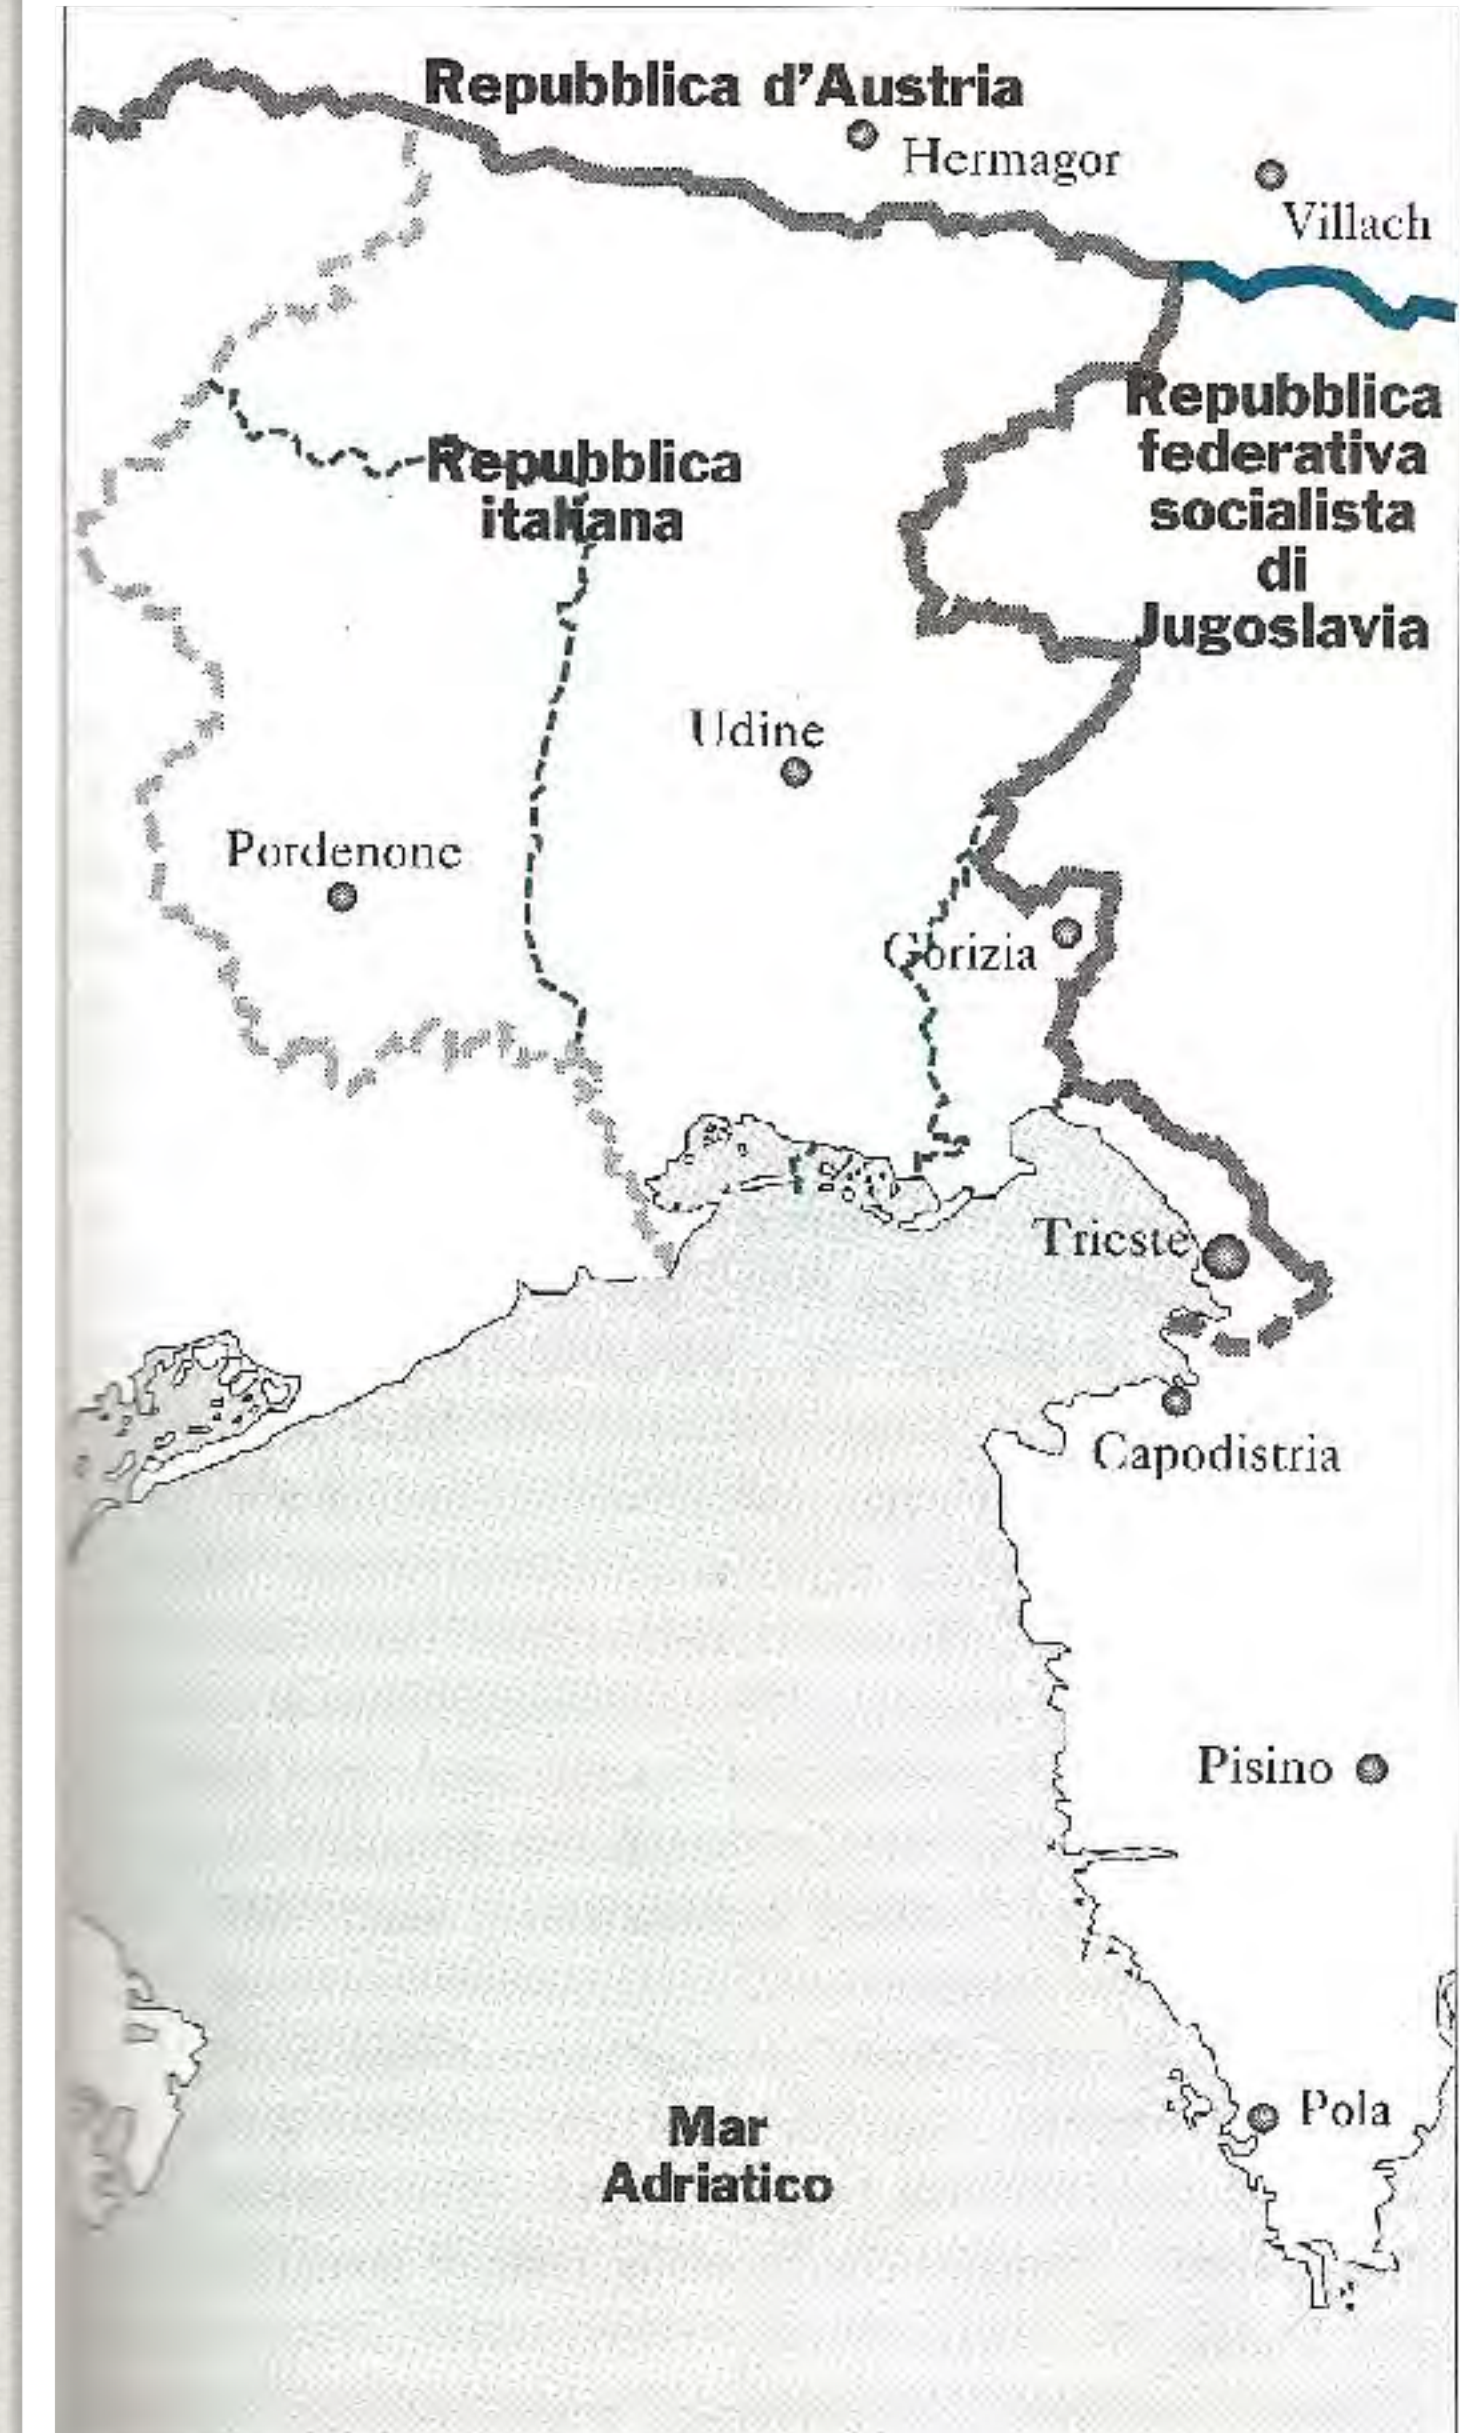 Repubblica d'Austria
Hermagor
Villach
Repubblica
federativa
socialista
di
Jugoslavia
Repubblica
italiana
Udine
Pordenone
Gorizia
Trieste
Capodistria
Pisino
Pola
Mar
Adriatico